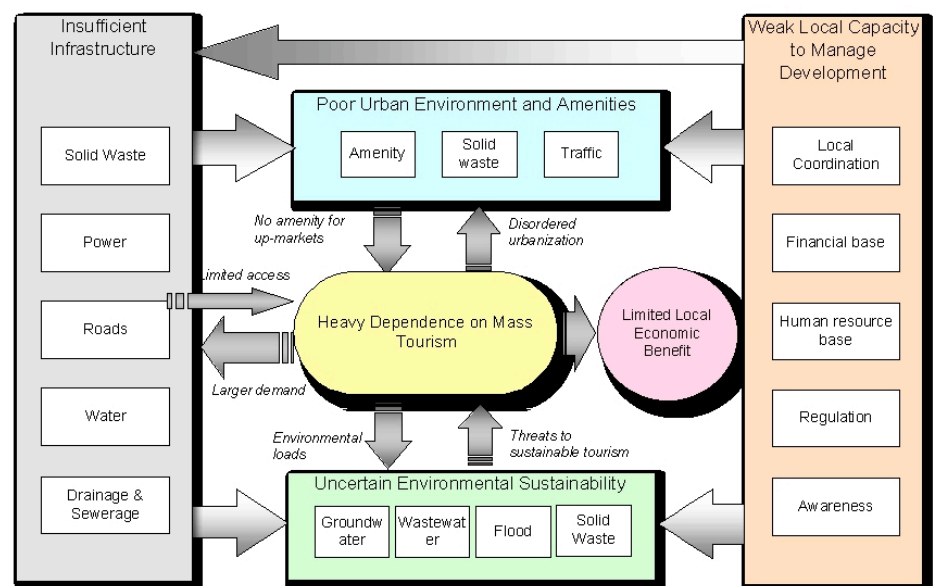 Insufficient
Infrastructure
Solid Waste
Power
Roads
Water
Drainage &
Sewerage
Poor Urban Environment and Amenities
Amenity
Solid
waste
Traffic
No amenity for
up-markets
Disordered
urbanization
Limited access
Larger demand
Heavy Dependence on Mass
Tourism
Limited Local
Economic
Benefit
Environmental
loads
Threats to
sustainable tourism
Uncertain Environmental Sustainability
Groundw
ater
Wastewat
er
Flood
Solid
Waste
Weak Local Capacity
to Manage
Development
Local
Coordination
Financial base
Human resource
base
Regulation
Awareness